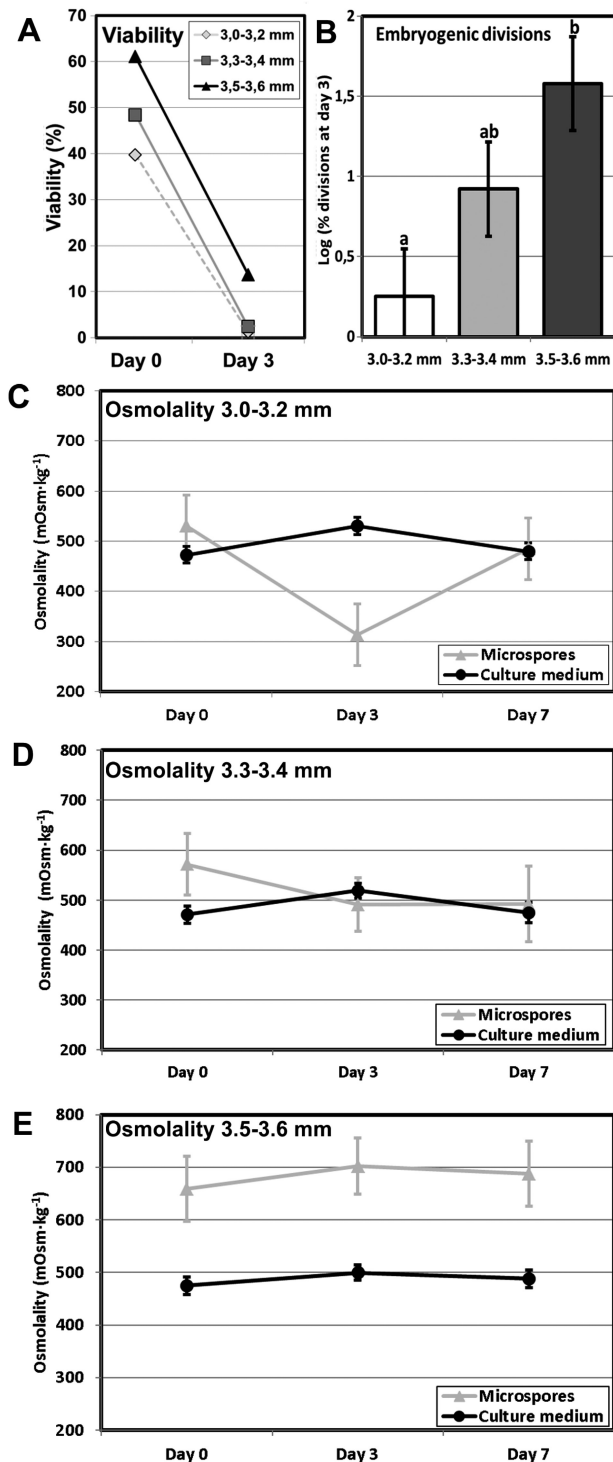 A
Viability
3,0-3,2 mm
3,3-3,4 mm
3,5-3,6 mm
Viability (%)
70
60
50
40
30
20
10
0
Day 0 Day 3
B
Embryogenic divisions
Log (% divisions at day 3)
2
1,5
1
0,5
0
a
ab
b
3.0-3.2 mm 3.3-3.4 mm 3.5-3.6 mm
C
Osmolality 3.0-3.2 mm
Osmolality (mOsm·kg⁻¹)
800
700
600
500
400
300
200
Microspores
Culture medium
Day 0 Day 3 Day 7
D
Osmolality 3.3-3.4 mm
Osmolality (mOsm·kg⁻¹)
800
700
600
500
400
300
200
Microspores
Culture medium
Day 0 Day 3 Day 7
E
Osmolality 3.5-3.6 mm
Osmolality (mOsm·kg⁻¹)
800
700
600
500
400
300
200
Microspores
Culture medium
Day 0 Day 3 Day 7